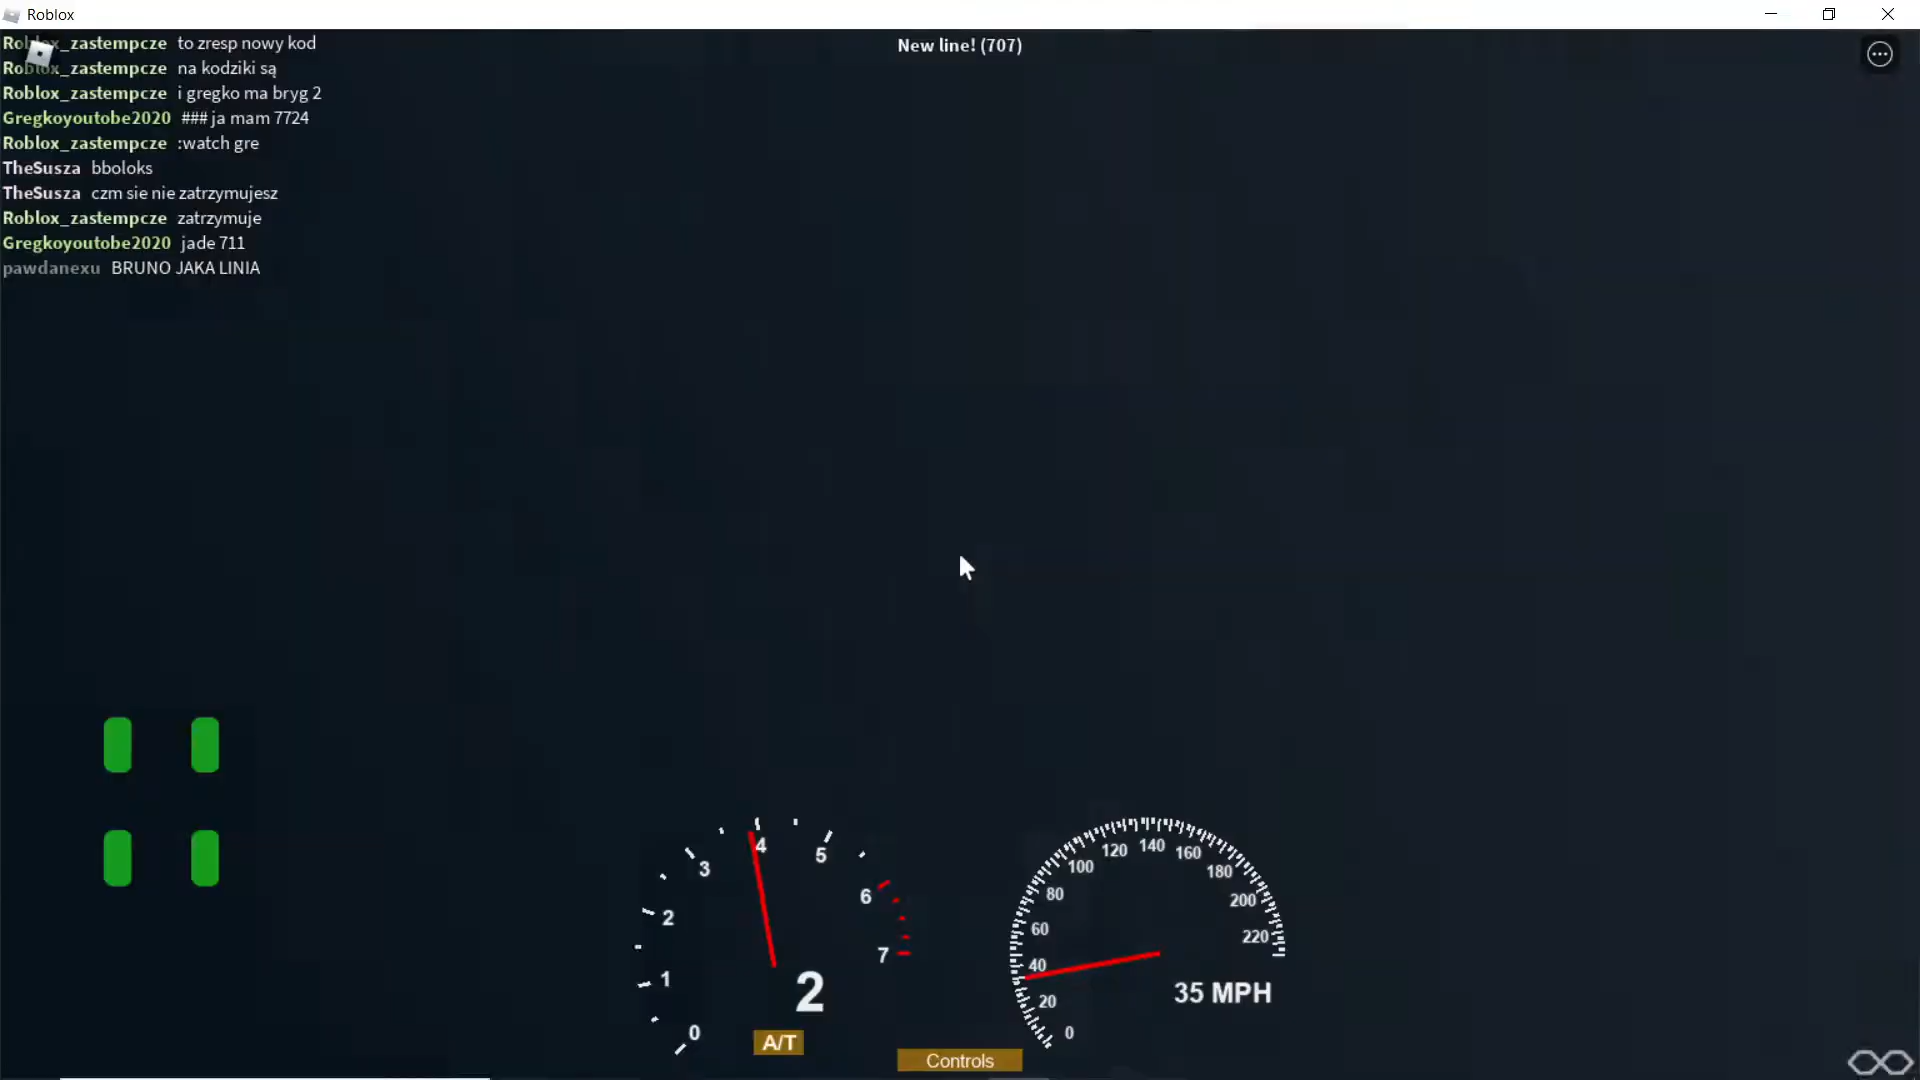 Roblox
New line! (707)
Roblox_zastempcze to zresp nowy kod
Roblox_zastempcze na kodziki są
Roblox_zastempcze i gregko ma bryg 2
Gregkoyoutobe2020 ### ja mam 7724
Roblox_zastempcze :watch gre
TheSusza bboloks
TheSusza czm sie nie zatrzymujesz
Roblox_zastempcze zatrzymuje
Gregkoyoutobe2020 jade 711
pawdanexu BRUNO JAKA LINIA
0 1 2 3 4 5 6 7
2
A/T
0 20 40 60 80 100 120 140 160 180 200 220
35 MPH
Controls